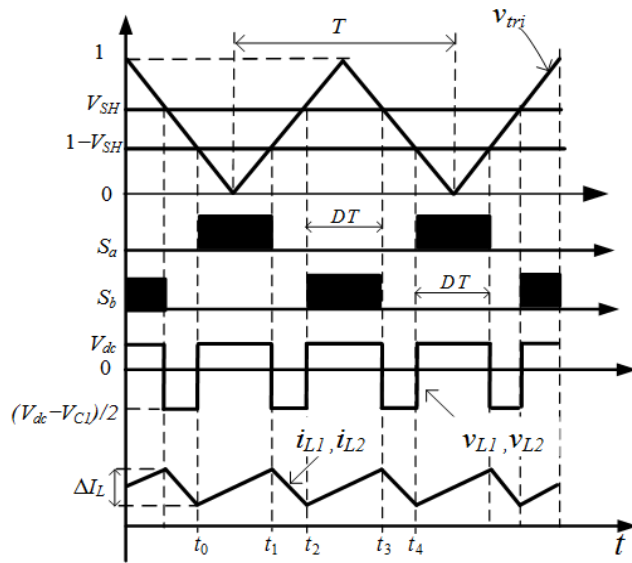 T
v_tri
1
V_SH
1−V_SH
0
DT
S_a
S_b
DT
V_dc
0
(V_dc−V_C1)/2
i_L1 , i_L2
v_L1, v_L2
ΔI_L
t_0 t_1 t_2 t_3 t_4 t